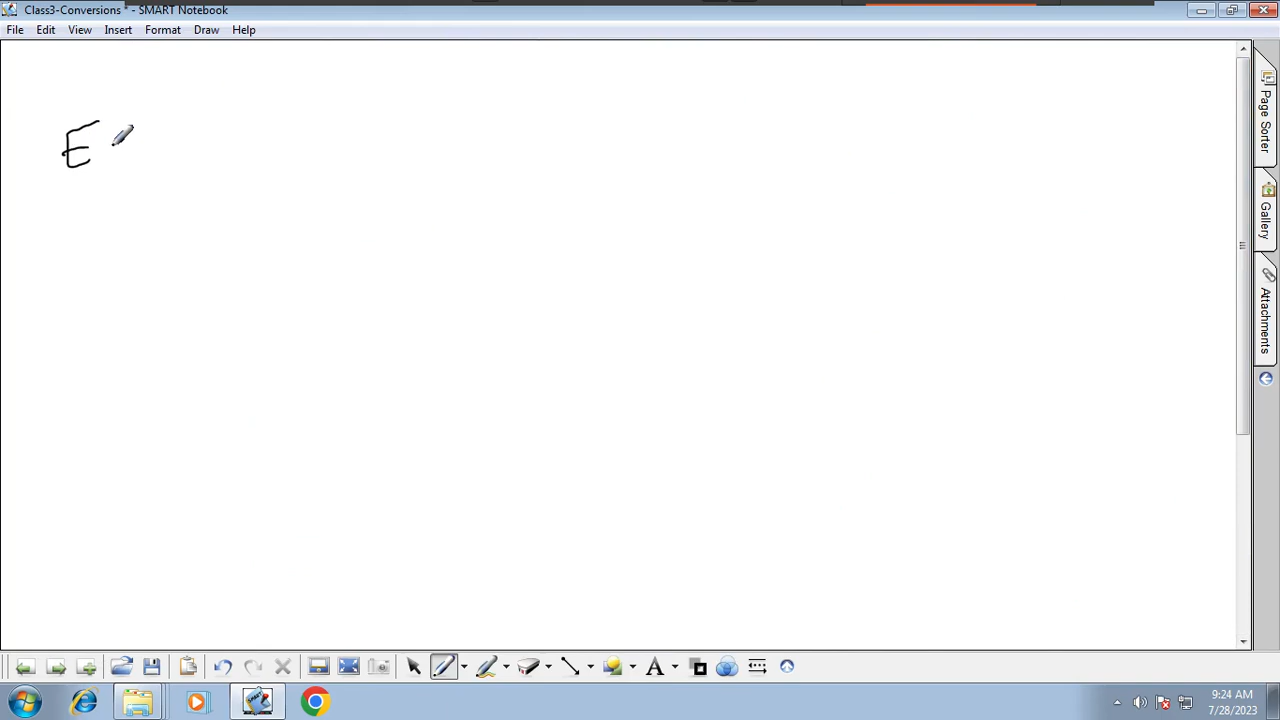 Class3-Conversions * - SMART Notebook
File Edit View Insert Format Draw Help
E
Page Sorter
Gallery
Attachments
A
9:24 AM
7/28/2023